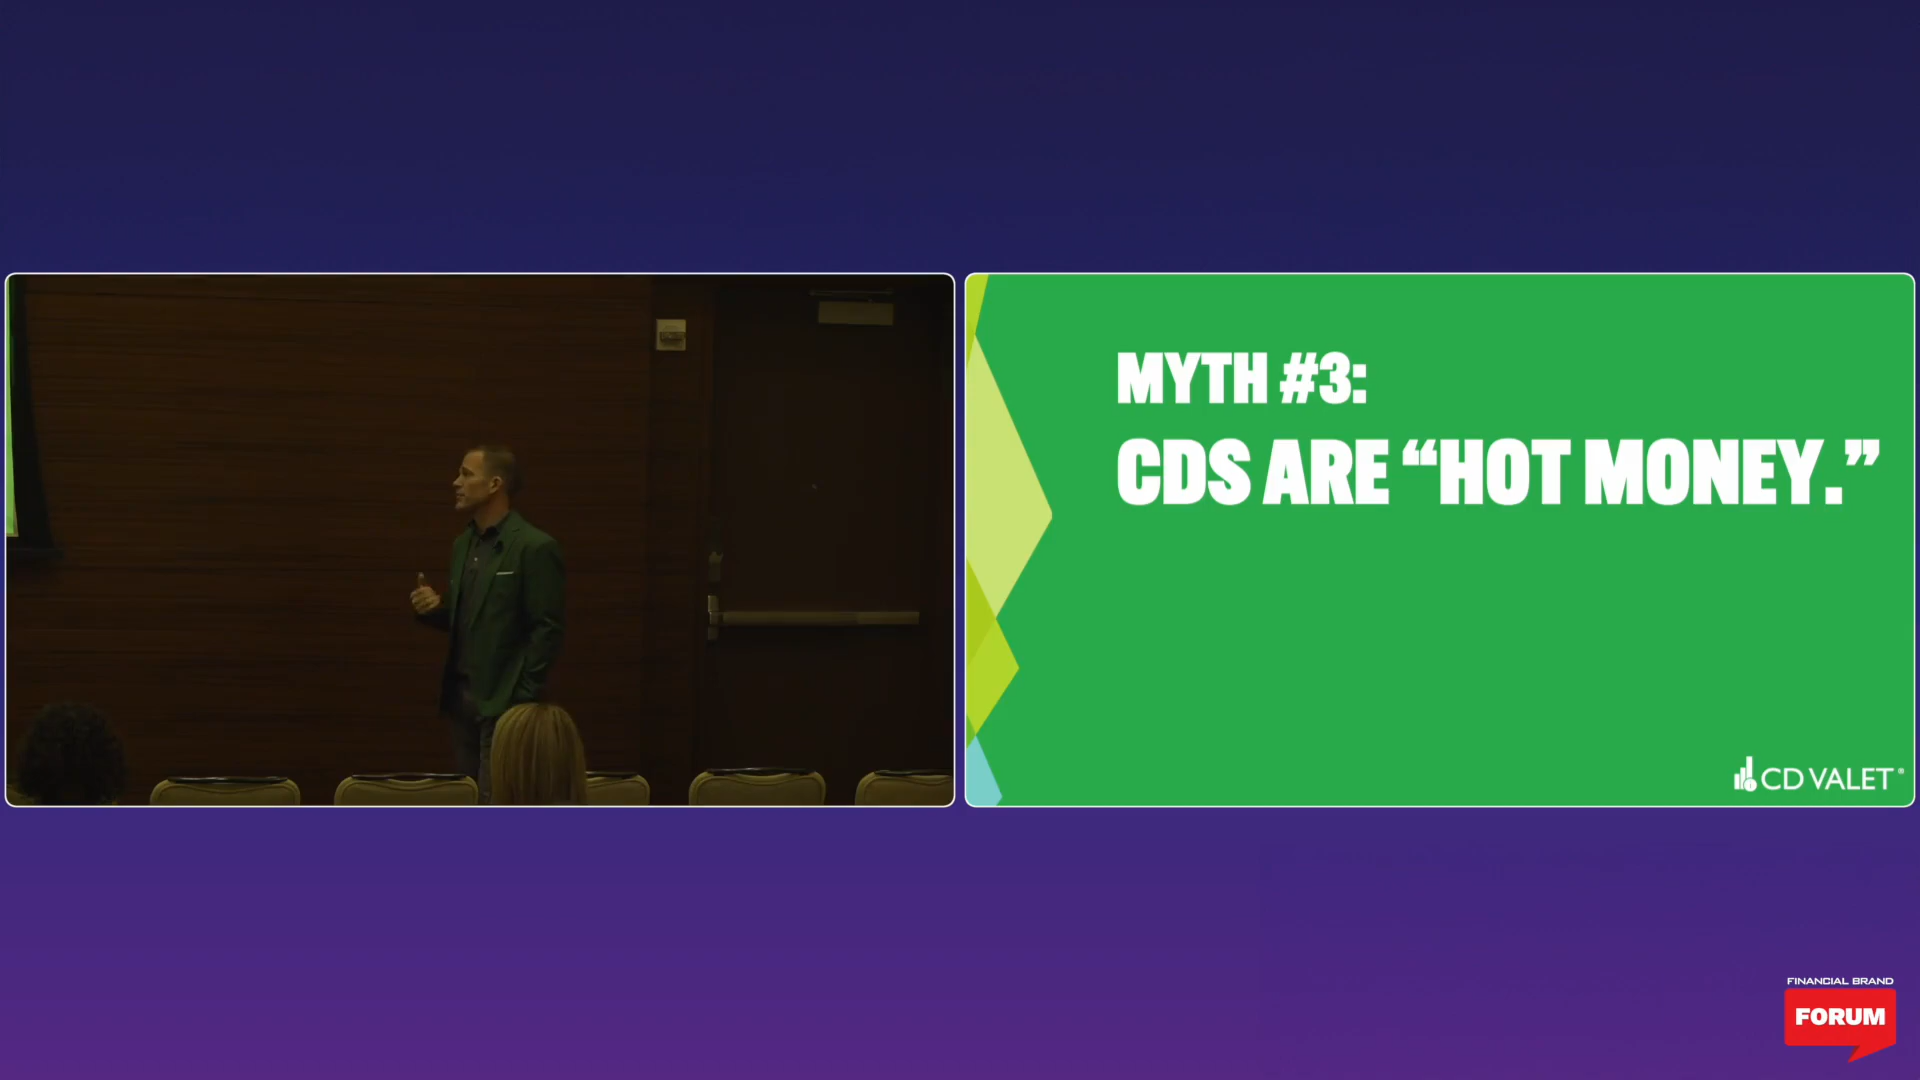 MYTH #3:
CDS ARE “HOT MONEY.”
CD VALET®
FINANCIAL BRAND
FORUM